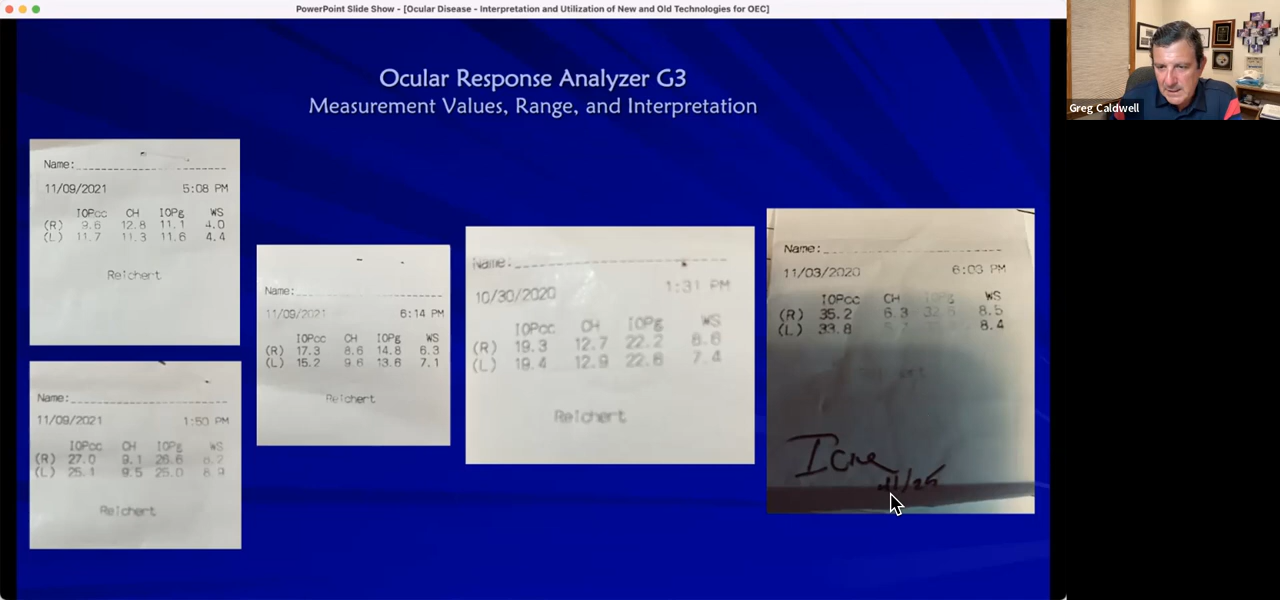 PowerPoint Slide Show - [Ocular Disease - Interpretation and Utilization of New and Old Technologies for OEC]
Greg Caldwell
Ocular Response Analyzer G3
Measurement Values, Range, and Interpretation
Name:
11/09/2021 5:08 PM
IOPcc CH IOPg WS
(R) 9.6 12.8 11.1 4.0
(L) 11.7 11.3 11.6 4.4
Reichert
Name:
11/09/2021 1:50 PM
IOPcc CH IOPg WS
(R) 27.0 9.1 26.6
(L) 25.1 9.5 25.0
Reichert
Name:
11/09/2021 6:14 PM
IOPcc CH IOPg WS
(R) 17.3 8.6 14.8 6.3
(L) 15.2 9.6 13.6 7.1
Reichert
Name:
10/30/2020 1:31 PM
IOPcc CH IOPg WS
(R) 19.3 12.7 22.2
(L) 19.4 12.9 22.6 7.4
Reichert
Name:
11/03/2020 6:03 PM
IOPcc CH IOPg WS
(R) 35.2 6.3 8.5
(L) 33.8 8.4